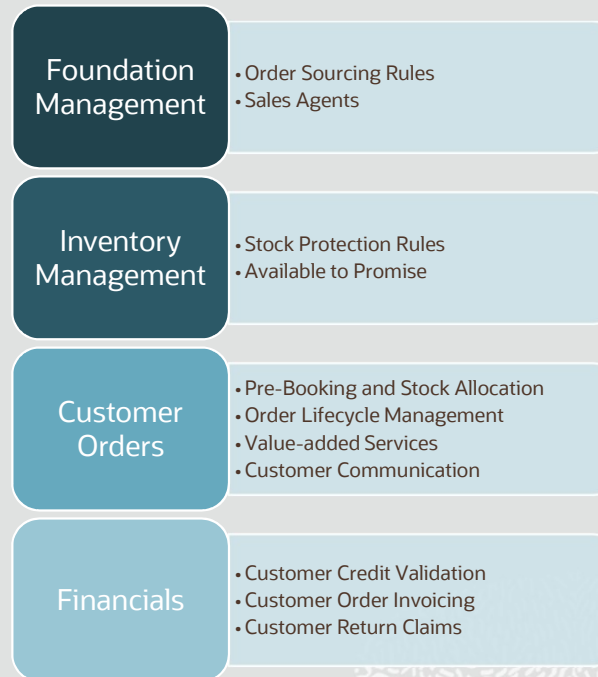 Foundation
Management
• Order Sourcing Rules
• Sales Agents
Inventory
Management
• Stock Protection Rules
• Available to Promise
Customer
Orders
• Pre-Booking and Stock Allocation
• Order Lifecycle Management
• Value-added Services
• Customer Communication
Financials
• Customer Credit Validation
• Customer Order Invoicing
• Customer Return Claims